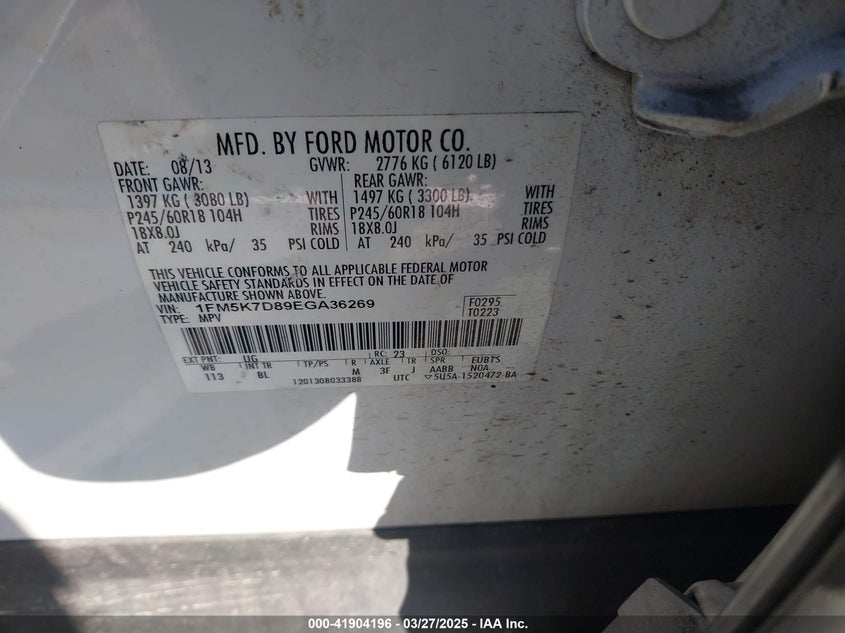 MFD. BY FORD MOTOR CO.
DATE: 08/13 GVWR: 2776 KG ( 6120 LB)
FRONT GAWR: REAR GAWR:
1397 KG ( 3080 LB) WITH 1497 KG ( 3300 LB) WITH
P245/60R18 104H TIRES P245/60R18 104H TIRES
18X8.0J RIMS 18X8.0J RIMS
AT 240 kPa/ 35 PSI COLD AT 240 kPa/ 35 PSI COLD
THIS VEHICLE CONFORMS TO ALL APPLICABLE FEDERAL MOTOR
VEHICLE SAFETY STANDARDS IN EFFECT ON THE DATE OF
MANUFACTURE SHOWN ABOVE.
VIN: 1FM5K7D89EGA36269 F0295
TYPE: MPV T0223
EXT PNT: UG RC: 23 DSO:
WB INT TR TP/PS R AXLE TR SPR EUBTS
113 BL M 3F J AABB NOA
1201308033388 UTC ▽5U5A-1520472-BA
000-41904196 - 03/27/2025 - IAA Inc.